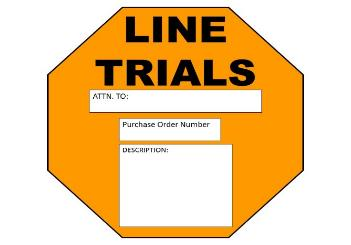 LINE
TRIALS
ATTN. TO:
Purchase Order Number
DESCRIPTION: